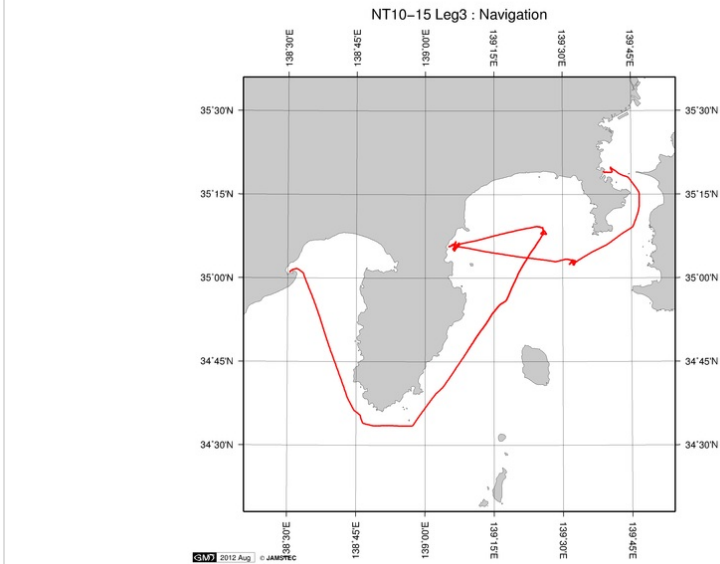 NT10−15 Leg3 : Navigation
138˚30'E 138˚45'E 139˚00'E 139˚15'E 139˚30'E 139˚45'E
35˚30'N 35˚30'N
35˚15'N 35˚15'N
35˚00'N 35˚00'N
34˚45'N 34˚45'N
34˚30'N 34˚30'N
138˚30'E 138˚45'E 139˚00'E 139˚15'E 139˚30'E 139˚45'E
GMD 2012 Aug © JAMSTEC